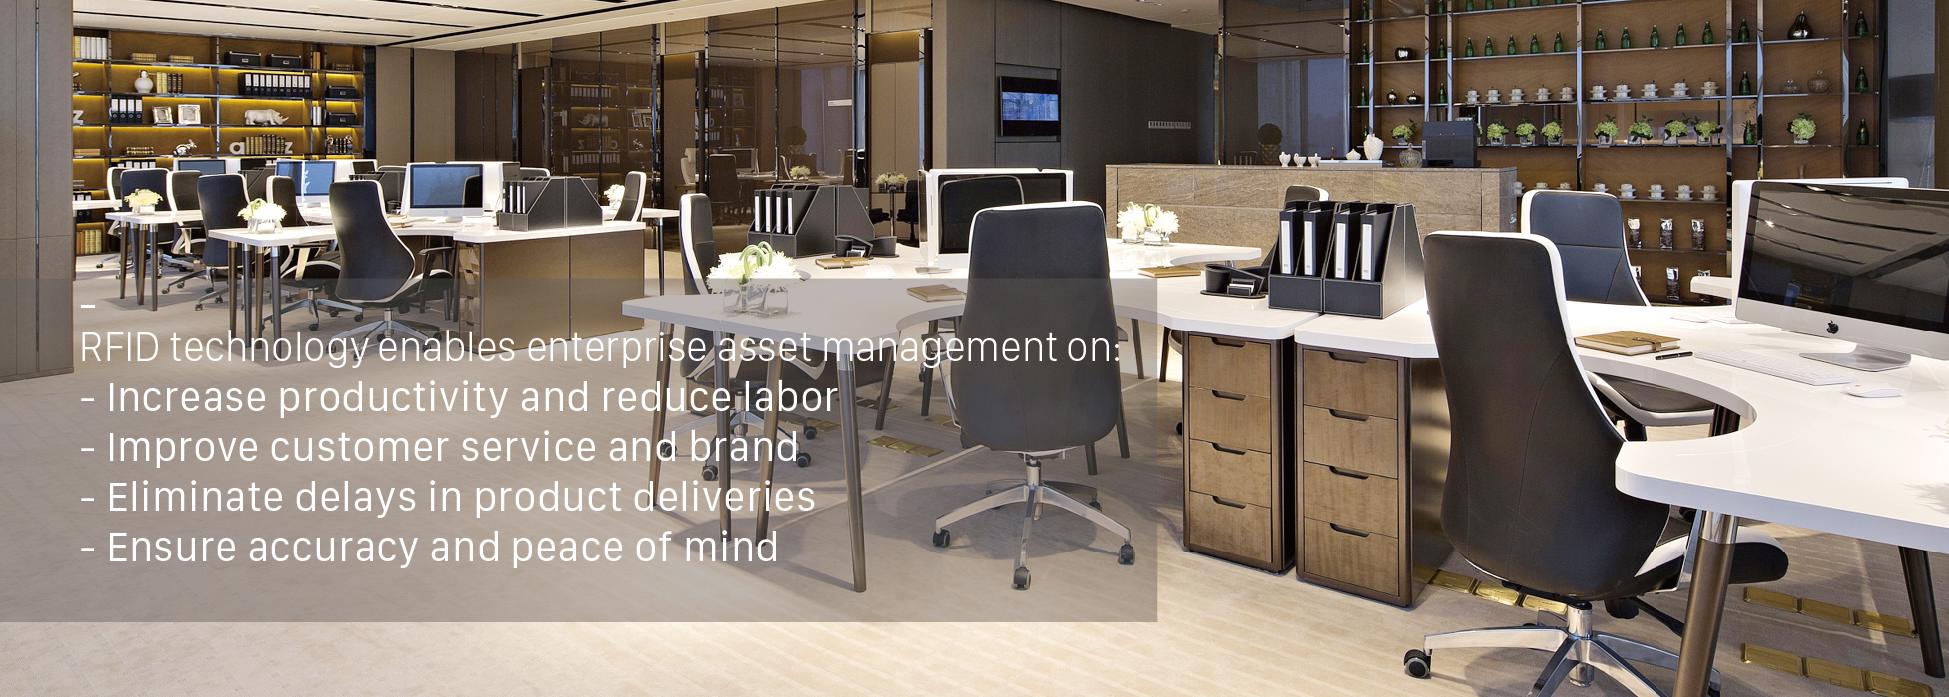 -
RFID technology enables enterprise asset management on:
- Increase productivity and reduce labor
- Improve customer service and brand
- Eliminate delays in product deliveries
- Ensure accuracy and peace of mind